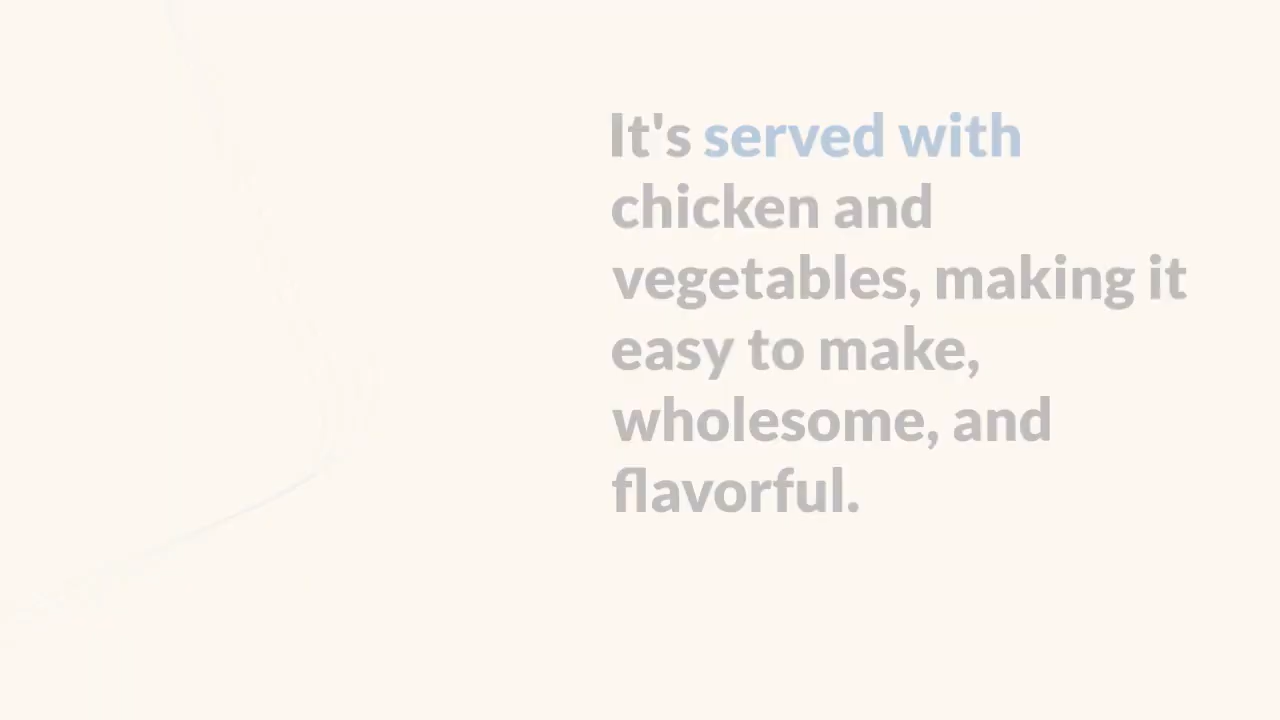 It's served with
chicken and
vegetables, making it
easy to make,
wholesome, and
flavorful.